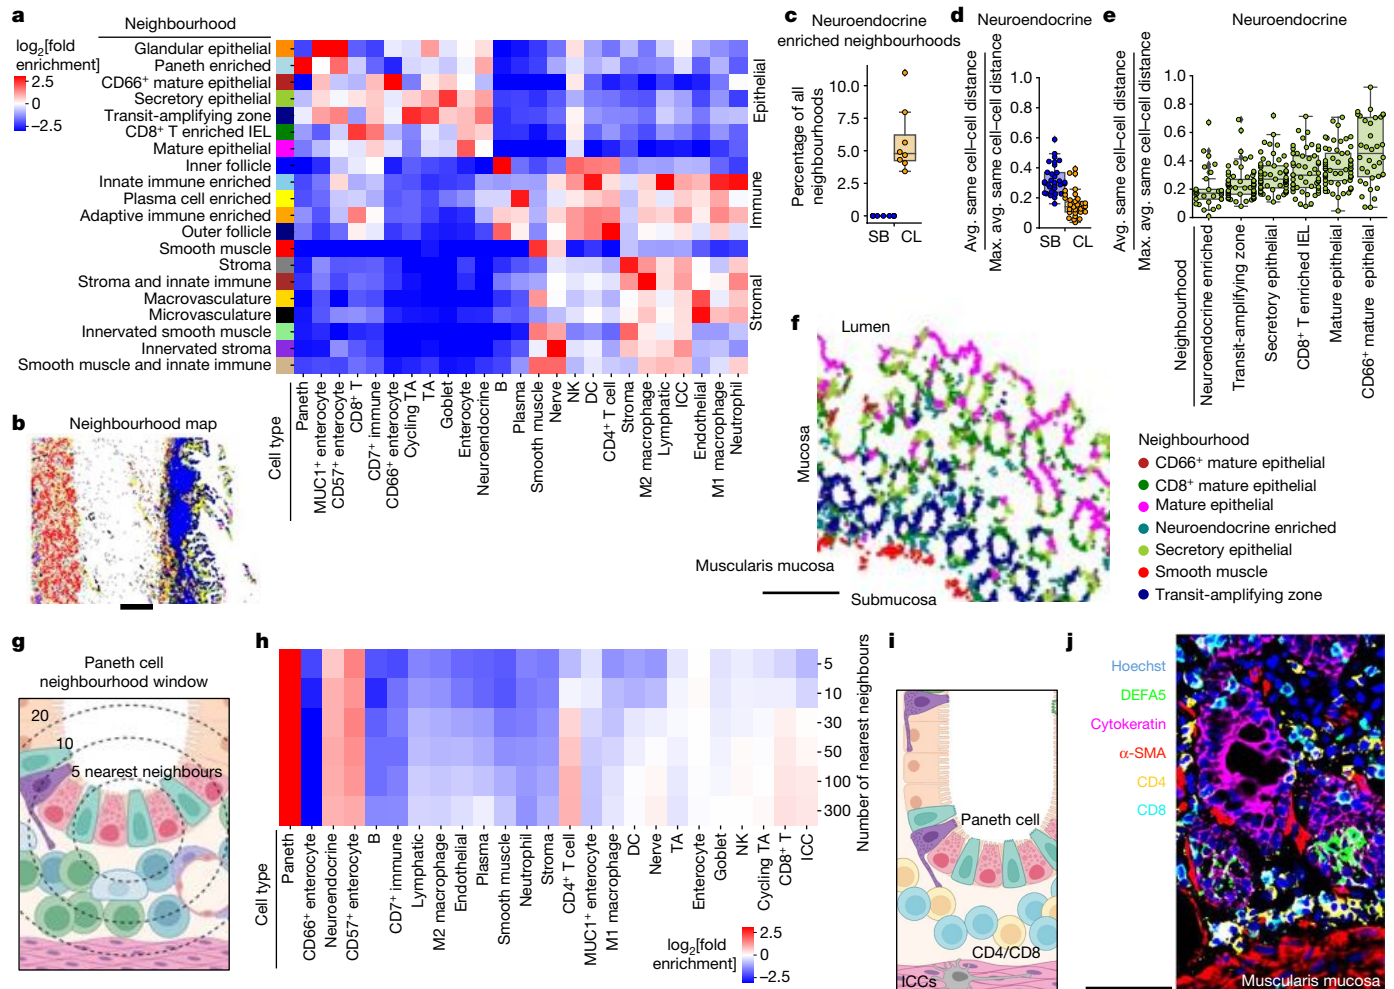 a
Neighbourhood
log2[fold
enrichment]
2.5
0
−2.5
Glandular epithelial
Paneth enriched
CD66+ mature epithelial
Secretory epithelial
Transit-amplifying zone
CD8+ T enriched IEL
Mature epithelial
Inner follicle
Innate immune enriched
Plasma cell enriched
Adaptive immune enriched
Outer follicle
Smooth muscle
Stroma
Stroma and innate immune
Macrovasculature
Microvasculature
Innervated smooth muscle
Innervated stroma
Smooth muscle and innate immune
Epithelial
Immune
Stromal
Cell type
Paneth
MUC1+ enterocyte
CD57+ enterocyte
CD8+ T
CD7+ immune
CD66+ enterocyte
Cycling TA
TA
Goblet
Enterocyte
Neuroendocrine
B
Plasma
Smooth muscle
Nerve
NK
DC
CD4+ T cell
Stroma
M2 macrophage
Lymphatic
ICC
Endothelial
M1 macrophage
Neutrophil
b
Neighbourhood map
c
Neuroendocrine
enriched neighbourhoods
Percentage of all
neighbourhoods
10.0
7.5
5.0
2.5
0
SB CL
d
Neuroendocrine
Avg. same cell–cell distance
Max. avg. same cell–cell distance
1.0
0.8
0.6
0.4
0.2
0
SB CL
e
Neuroendocrine
Avg. same cell–cell distance
Max. avg. same cell–cell distance
1.0
0.8
0.6
0.4
0.2
0
Neighbourhood
Neuroendocrine enriched
Transit-amplifying zone
Secretory epithelial
CD8+ T enriched IEL
Mature epithelial
CD66+ mature epithelial
f
Lumen
Mucosa
Muscularis mucosa
Submucosa
Neighbourhood
CD66+ mature epithelial
CD8+ mature epithelial
Mature epithelial
Neuroendocrine enriched
Secretory epithelial
Smooth muscle
Transit-amplifying zone
g
Paneth cell
neighbourhood window
20
10
5 nearest neighbours
h
5
10
30
50
100
300
Number of nearest neighbours
Cell type
Paneth
CD66+ enterocyte
Neuroendocrine
CD57+ enterocyte
B
CD7+ immune
Lymphatic
M2 macrophage
Endothelial
Plasma
Smooth muscle
Neutrophil
Stroma
CD4+ T cell
MUC1+ enterocyte
M1 macrophage
DC
Nerve
TA
Enterocyte
Goblet
NK
Cycling TA
CD8+ T
ICC
log2[fold
enrichment]
2.5
0
−2.5
i
Paneth cell
CD4/CD8
ICCs
j
Hoechst
DEFA5
Cytokeratin
α-SMA
CD4
CD8
Muscularis mucosa